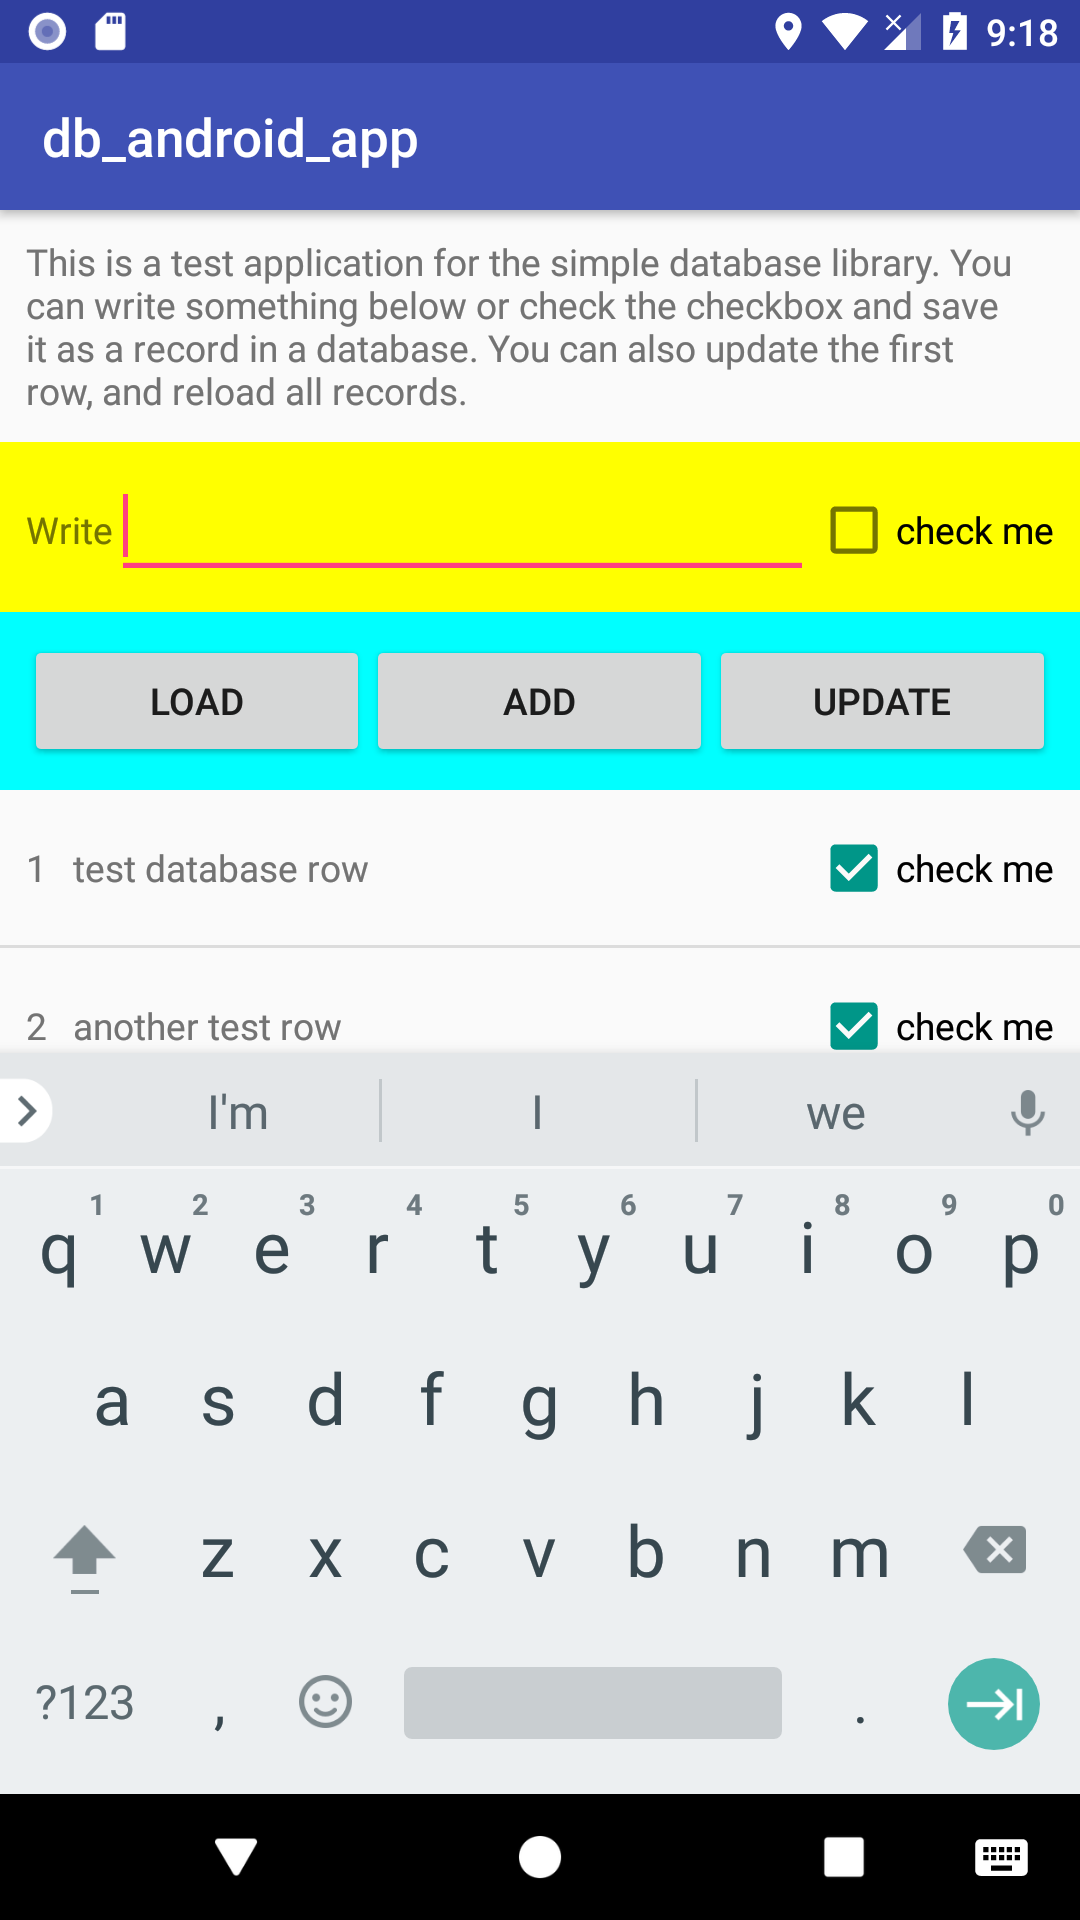 9:18
db_android_app
This is a test application for the simple database library. You
can write something below or check the checkbox and save
it as a record in a database. You can also update the first
row, and reload all records.
Write check me
LOAD ADD UPDATE
1 test database row check me
2 another test row check me
I'm I we
1 2 3 4 5 6 7 8 9 0
q w e r t y u i o p
a s d f g h j k l
z x c v b n m
?123 , .